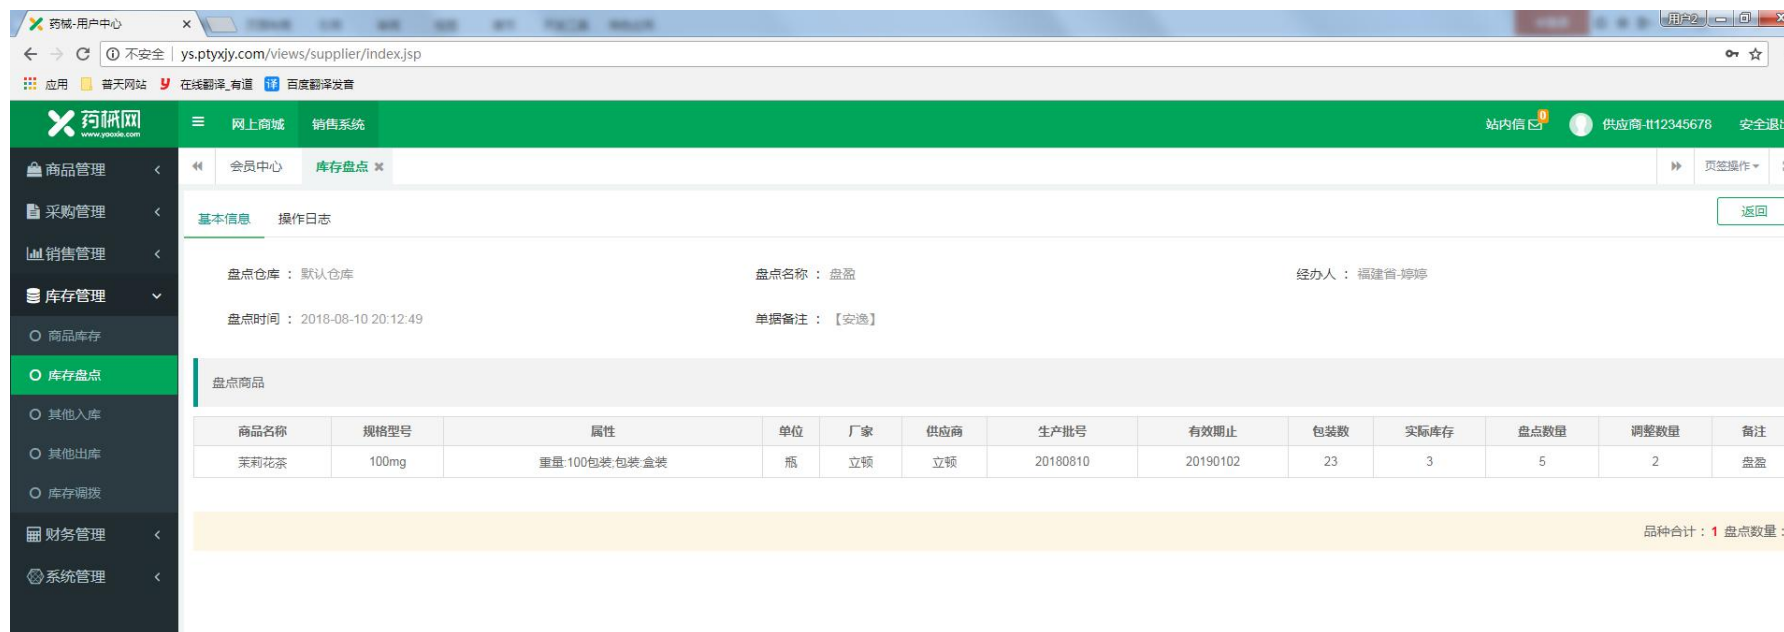 药械-用户中心
用户2
不安全 ys.ptyxjy.com/views/supplier/index.jsp
应用 普天网站 在线翻译_有道 译 百度翻译发音
药械网 网上商城 销售系统 站内信 0 供应商-tt12345678 安全退出
www.yaoxie.com
商品管理 会员中心 库存盘点 页签操作
采购管理 基本信息 操作日志 返回
销售管理
盘点仓库 : 默认仓库 盘点名称 : 盘盈 经办人 : 福建省-婷婷
库存管理
盘点时间 : 2018-08-10 20:12:49 单据备注 : 【安逸】
商品库存
库存盘点 盘点商品
其他入库
商品名称 规格型号 属性 单位 厂家 供应商 生产批号 有效期止 包装数 实际库存 盘点数量 调整数量 备注
其他出库
茉莉花茶 100mg 重量:100包装;包装:盒装 瓶 立顿 立顿 20180810 20190102 23 3 5 2 盘盈
库存调拨
财务管理 品种合计 : 1 盘点数量 :
系统管理